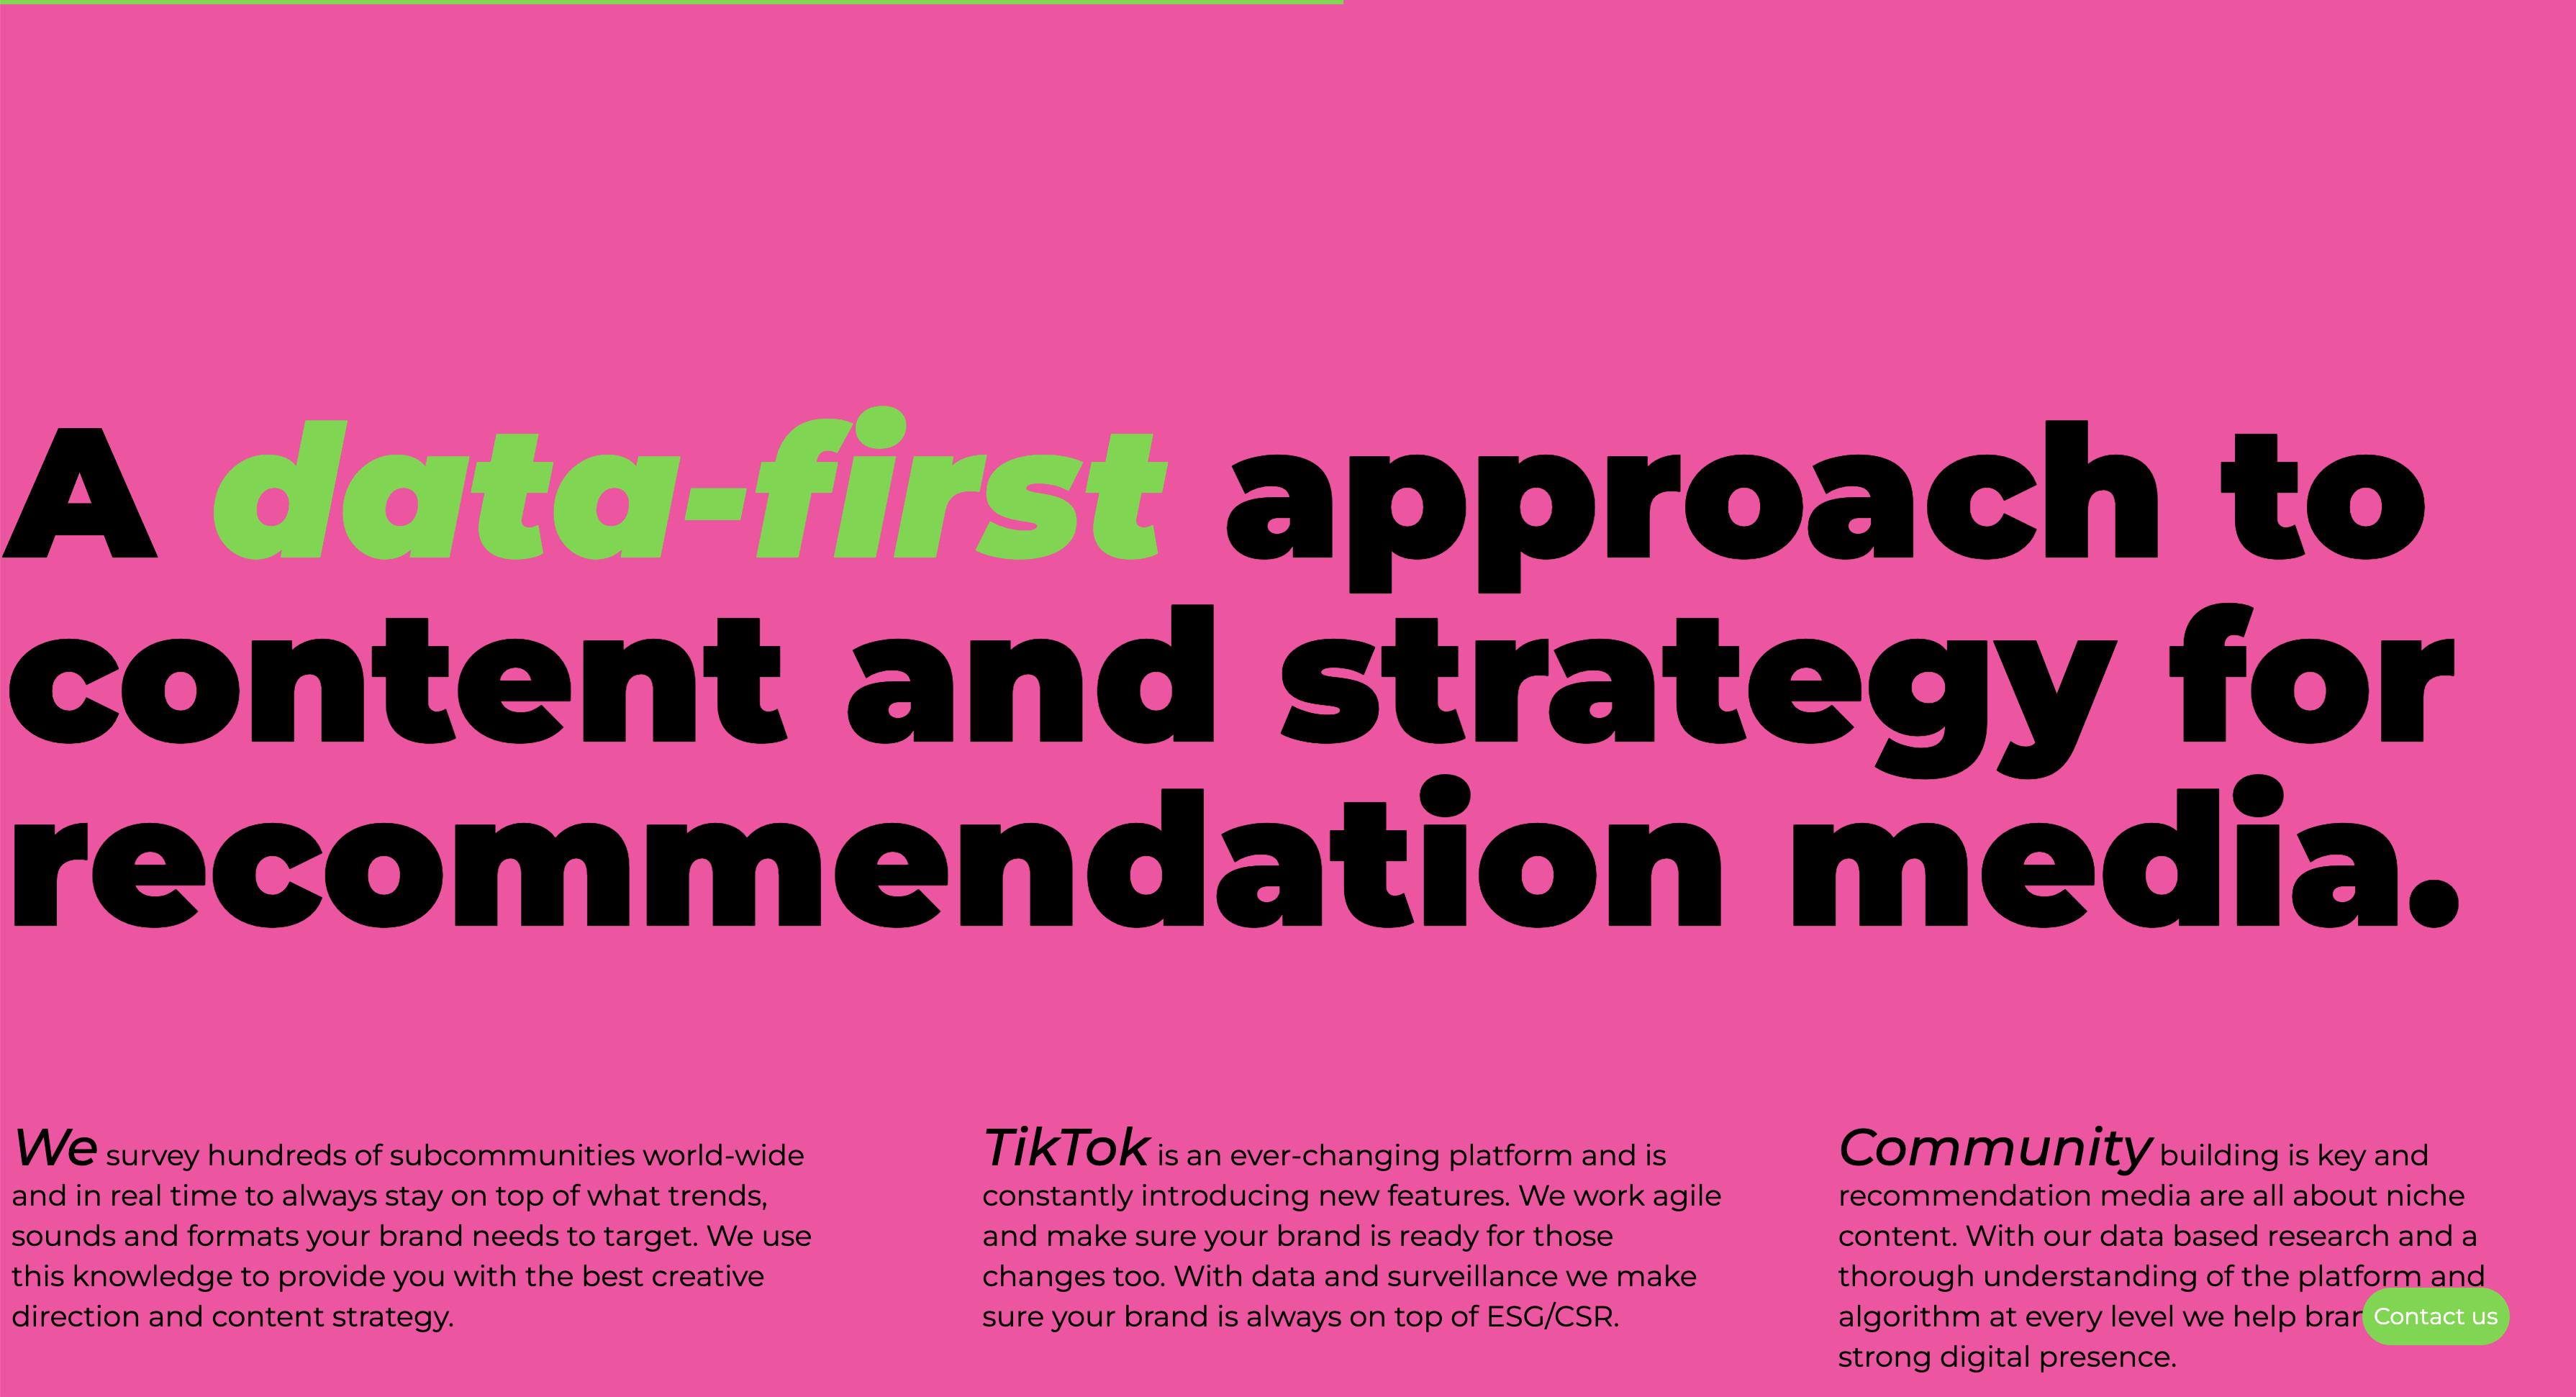 A data-first approach to
content and strategy for
recommendation media.
We survey hundreds of subcommunities world-wide
and in real time to always stay on top of what trends,
sounds and formats your brand needs to target. We use
this knowledge to provide you with the best creative
direction and content strategy.
TikTok is an ever-changing platform and is
constantly introducing new features. We work agile
and make sure your brand is ready for those
changes too. With data and surveillance we make
sure your brand is always on top of ESG/CSR.
Community building is key and
recommendation media are all about niche
content. With our data based research and a
thorough understanding of the platform and
algorithm at every level we help
strong digital presence.
Contact us